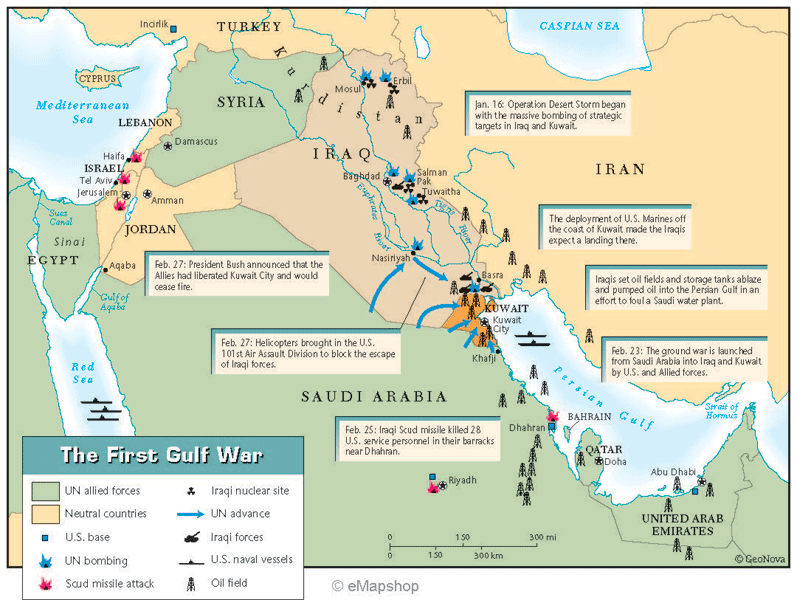 Incirlik
TURKEY
CASPIAN SEA
CYPRUS
Kurdistan
Mosul
Erbil
SYRIA
Mediterranean
Sea
LEBANON
Damascus
Jan. 16: Operation Desert Storm began
with the massive bombing of strategic
targets in Iraq and Kuwait.
IRAQ
IRAN
Haifa
ISRAEL
Tel Aviv
Jerusalem
Amman
Baghdad
Salman
Pak
Tuwaitha
Euphrates
River
Tigris
River
Suez
Canal
Sinai
JORDAN
EGYPT
Aqaba
Gulf of
Aqaba
The deployment of U.S. Marines off
the coast of Kuwait made the Iraqis
expect a landing there.
Feb. 27: President Bush announced that the
Allies had liberated Kuwait City and would
cease fire.
Nasiriyah
Basra
Iraqis set oil fields and storage tanks ablaze
and pumped oil into the Persian Gulf in an
effort to foul a Saudi water plant.
KUWAIT
Kuwait
City
Khafji
Feb. 27: Helicopters brought in the U.S.
101st Air Assault Division to block the escape
of Iraqi forces.
Feb. 23: The ground war is launched
from Saudi Arabia into Iraq and Kuwait
by U.S. and Allied forces.
Red
Sea
SAUDI ARABIA
Persian Gulf
Strait of
Hormuz
Feb. 25: Iraqi Scud missile killed 28
U.S. service personnel in their barracks
near Dhahran.
BAHRAIN
Dhahran
QATAR
Doha
Riyadh
Abu Dhabi
UNITED ARAB
EMIRATES
The First Gulf War
UN allied forces
Neutral countries
U.S. base
UN bombing
Scud missile attack
Iraqi nuclear site
UN advance
Iraqi forces
U.S. naval vessels
Oil field
0 150 300 mi
0 150 300 km
© GeoNova
© eMapshop